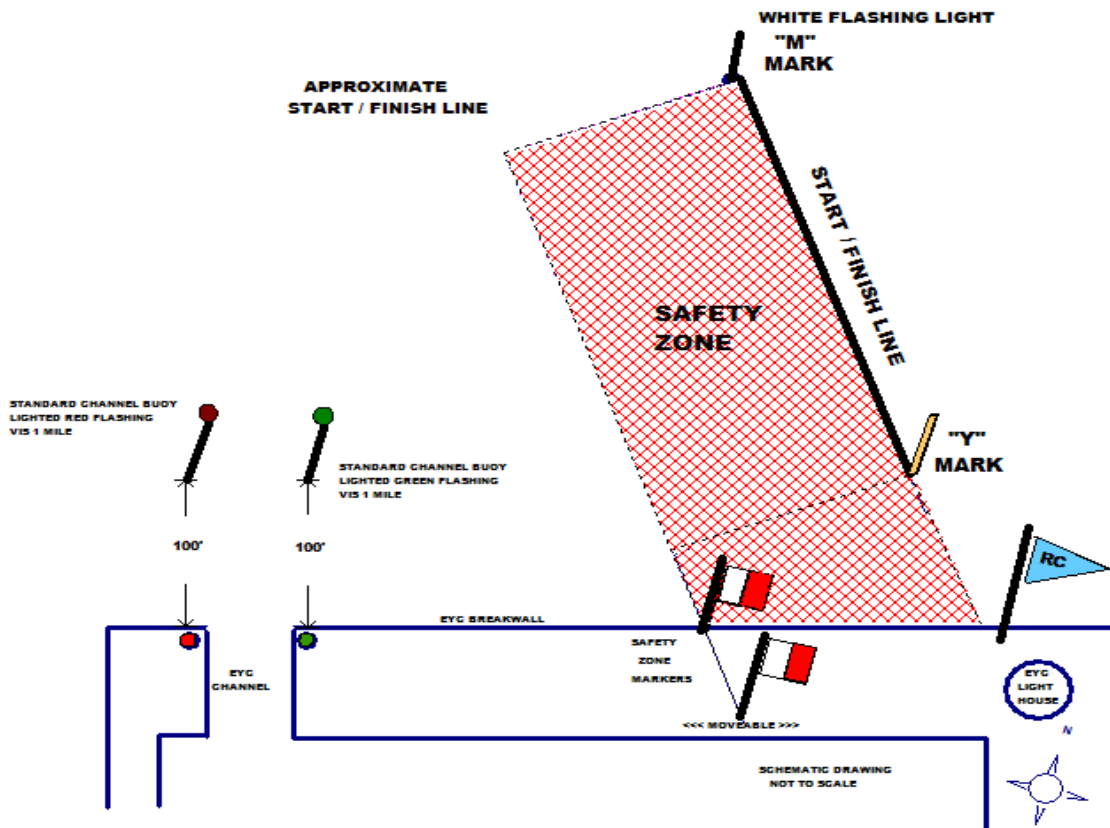 WHITE FLASHING LIGHT
"M"
MARK
APPROXIMATE
START / FINISH LINE
START / FINISH LINE
SAFETY
ZONE
STANDARD CHANNEL BUOY
LIGHTED RED FLASHING
VIS 1 MILE
"Y"
MARK
STANDARD CHANNEL BUOY
LIGHTED GREEN FLASHING
VIS 1 MILE
100'
100'
RC
EYC BREAKWALL
SAFETY
ZONE
MARKERS
EYC
CHANNEL
EYC
LIGHT
HOUSE
<<< MOVEABLE >>>
N
SCHEMATIC DRAWING
NOT TO SCALE